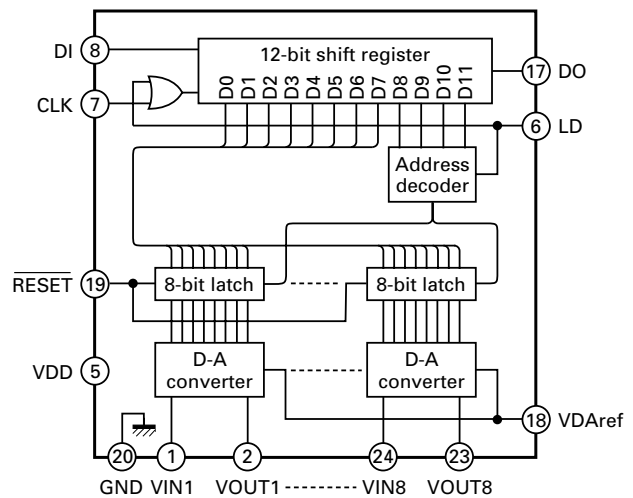 DI 8
12-bit shift register
17 DO
CLK 7
D0 D1 D2 D3 D4 D5 D6 D7 D8 D9 D10 D11
6 LD
Address
decoder
RESET 19
8-bit latch
8-bit latch
VDD 5
D-A
converter
D-A
converter
18 VDAref
20 1 2 24 23
GND VIN1 VOUT1 VIN8 VOUT8